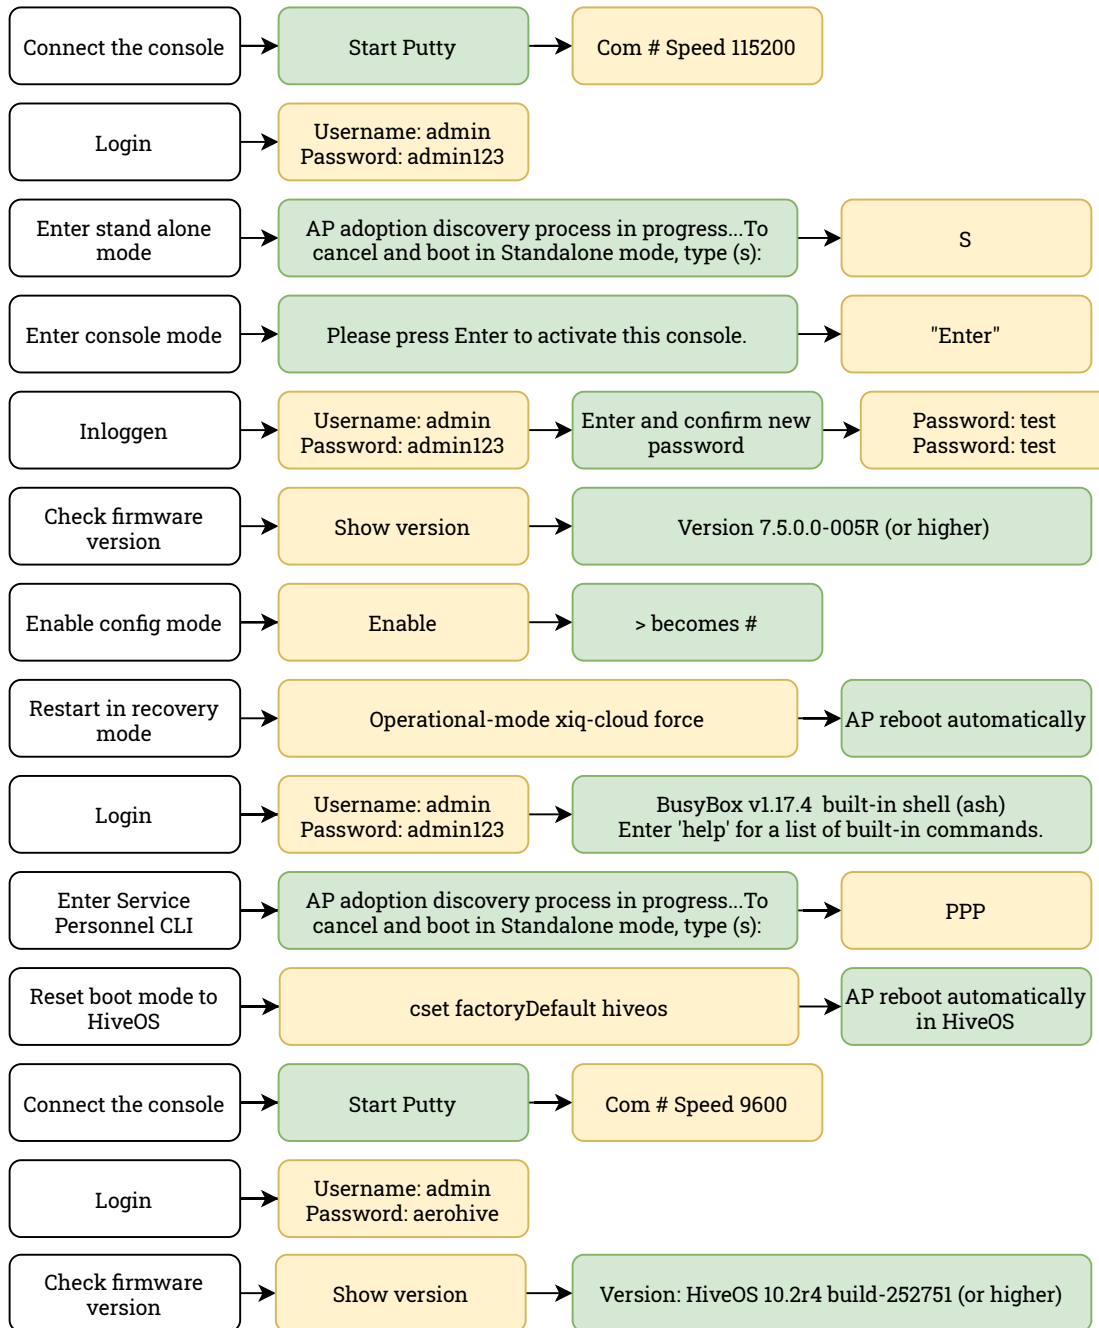 Connect the console
Start Putty
Com # Speed 115200
Login
Username: admin
Password: admin123
Enter stand alone
mode
AP adoption discovery process in progress...To
cancel and boot in Standalone mode, type (s):
S
Enter console mode
Please press Enter to activate this console.
"Enter"
Inloggen
Username: admin
Password: admin123
Enter and confirm new
password
Password: test
Password: test
Check firmware
version
Show version
Version 7.5.0.0-005R (or higher)
Enable config mode
Enable
> becomes #
Restart in recovery
mode
Operational-mode xiq-cloud force
AP reboot automatically
Login
Username: admin
Password: admin123
BusyBox v1.17.4 built-in shell (ash)
Enter 'help' for a list of built-in commands.
Enter Service
Personnel CLI
AP adoption discovery process in progress...To
cancel and boot in Standalone mode, type (s):
PPP
Reset boot mode to
HiveOS
cset factoryDefault hiveos
AP reboot automatically
in HiveOS
Connect the console
Start Putty
Com # Speed 9600
Login
Username: admin
Password: aerohive
Check firmware
version
Show version
Version: HiveOS 10.2r4 build-252751 (or higher)